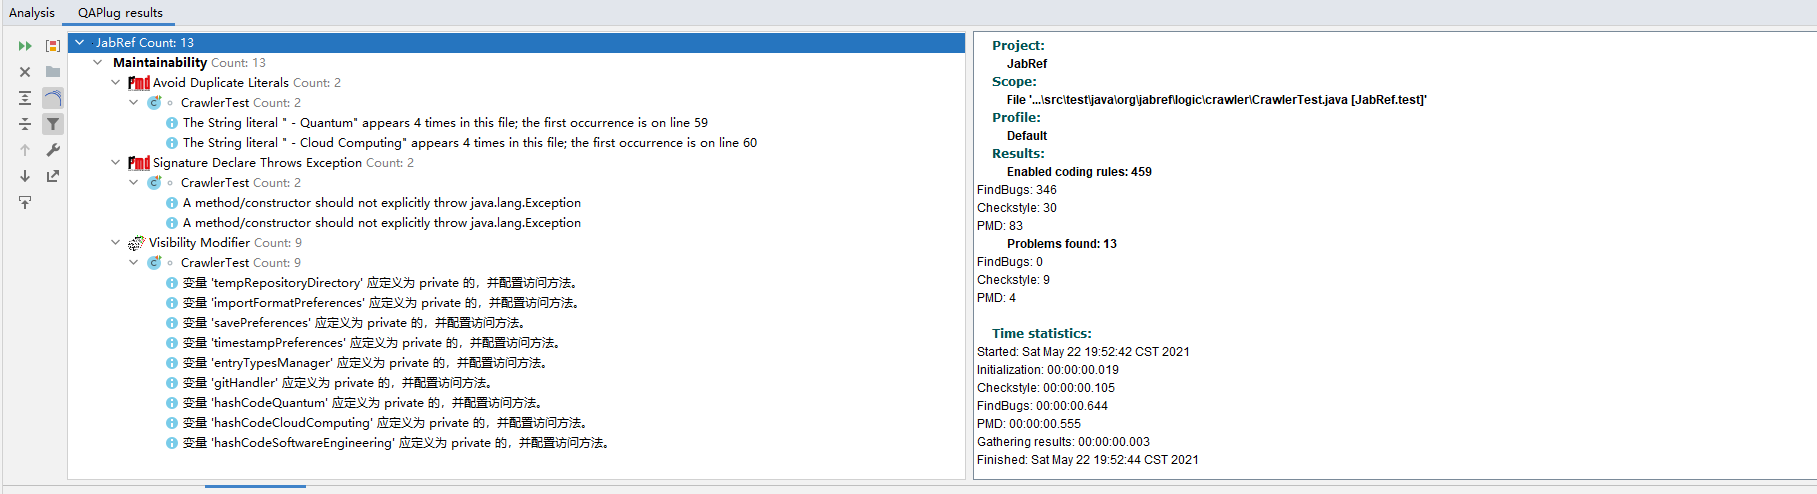 Analysis QAPlug results
JabRef Count: 13
Maintainability Count: 13
pmd Avoid Duplicate Literals Count: 2
C CrawlerTest Count: 2
The String literal " - Quantum" appears 4 times in this file; the first occurrence is on line 59
The String literal " - Cloud Computing" appears 4 times in this file; the first occurrence is on line 60
pmd Signature Declare Throws Exception Count: 2
C CrawlerTest Count: 2
A method/constructor should not explicitly throw java.lang.Exception
A method/constructor should not explicitly throw java.lang.Exception
Visibility Modifier Count: 9
C CrawlerTest Count: 9
变量 'tempRepositoryDirectory' 应定义为 private 的，并配置访问方法。
变量 'importFormatPreferences' 应定义为 private 的，并配置访问方法。
变量 'savePreferences' 应定义为 private 的，并配置访问方法。
变量 'timestampPreferences' 应定义为 private 的，并配置访问方法。
变量 'entryTypesManager' 应定义为 private 的，并配置访问方法。
变量 'gitHandler' 应定义为 private 的，并配置访问方法。
变量 'hashCodeQuantum' 应定义为 private 的，并配置访问方法。
变量 'hashCodeCloudComputing' 应定义为 private 的，并配置访问方法。
变量 'hashCodeSoftwareEngineering' 应定义为 private 的，并配置访问方法。
Project:
JabRef
Scope:
File '...\src\test\java\org\jabref\logic\crawler\CrawlerTest.java [JabRef.test]'
Profile:
Default
Results:
Enabled coding rules: 459
FindBugs: 346
Checkstyle: 30
PMD: 83
Problems found: 13
FindBugs: 0
Checkstyle: 9
PMD: 4
Time statistics:
Started: Sat May 22 19:52:42 CST 2021
Initialization: 00:00:00.019
Checkstyle: 00:00:00.105
FindBugs: 00:00:00.644
PMD: 00:00:00.555
Gathering results: 00:00:00.003
Finished: Sat May 22 19:52:44 CST 2021